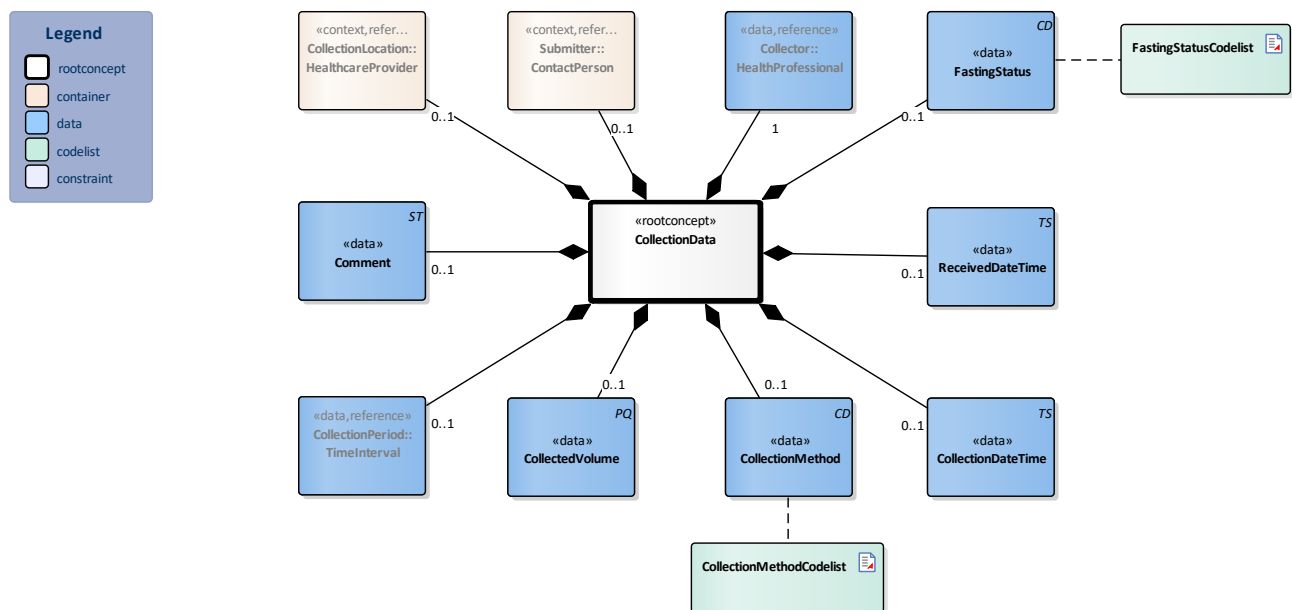 Legend
rootconcept
container
data
codelist
constraint
«context,refer...
CollectionLocation::
HealthcareProvider
«context,refer...
Submitter::
ContactPerson
«data,reference»
Collector::
HealthProfessional
CD
«data»
FastingStatus
FastingStatusCodelist
0..1
0..1
1
0..1
ST
«data»
Comment
0..1
«rootconcept»
CollectionData
TS
«data»
ReceivedDateTime
0..1
«data,reference»
CollectionPeriod::
TimeInterval
0..1
PQ
«data»
CollectedVolume
0..1
CD
«data»
CollectionMethod
0..1
TS
«data»
CollectionDateTime
0..1
CollectionMethodCodelist